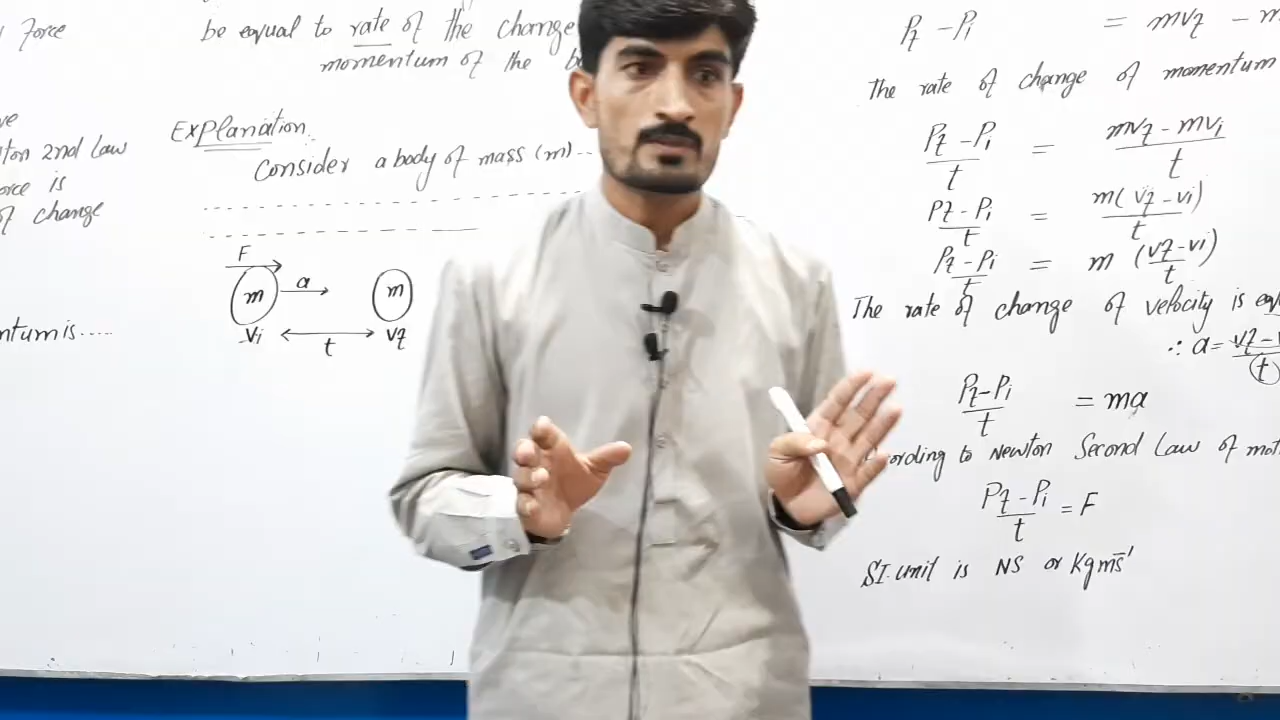 Force
ton 2nd Law
orce is
of change
ntum is.....
be equal to rate of the change
momentum of the
Explanation
Consider a body of mass (m)...
F
m
a
m
Vi
t
Vf
Pf - Pi = mvf -
The rate of change of momentum
Pf - Pi / t = mvf - mvi / t
Pf - Pi / t = m( vf - vi) / t
Pf - Pi / t = m (vf-vi / t)
The rate of change of velocity is
∴ a = vf - v / t
Pf-Pi / t = ma
ording to Newton Second Law of mot
Pf - Pi / t = F
SI unit is NS or Kgms⁻¹